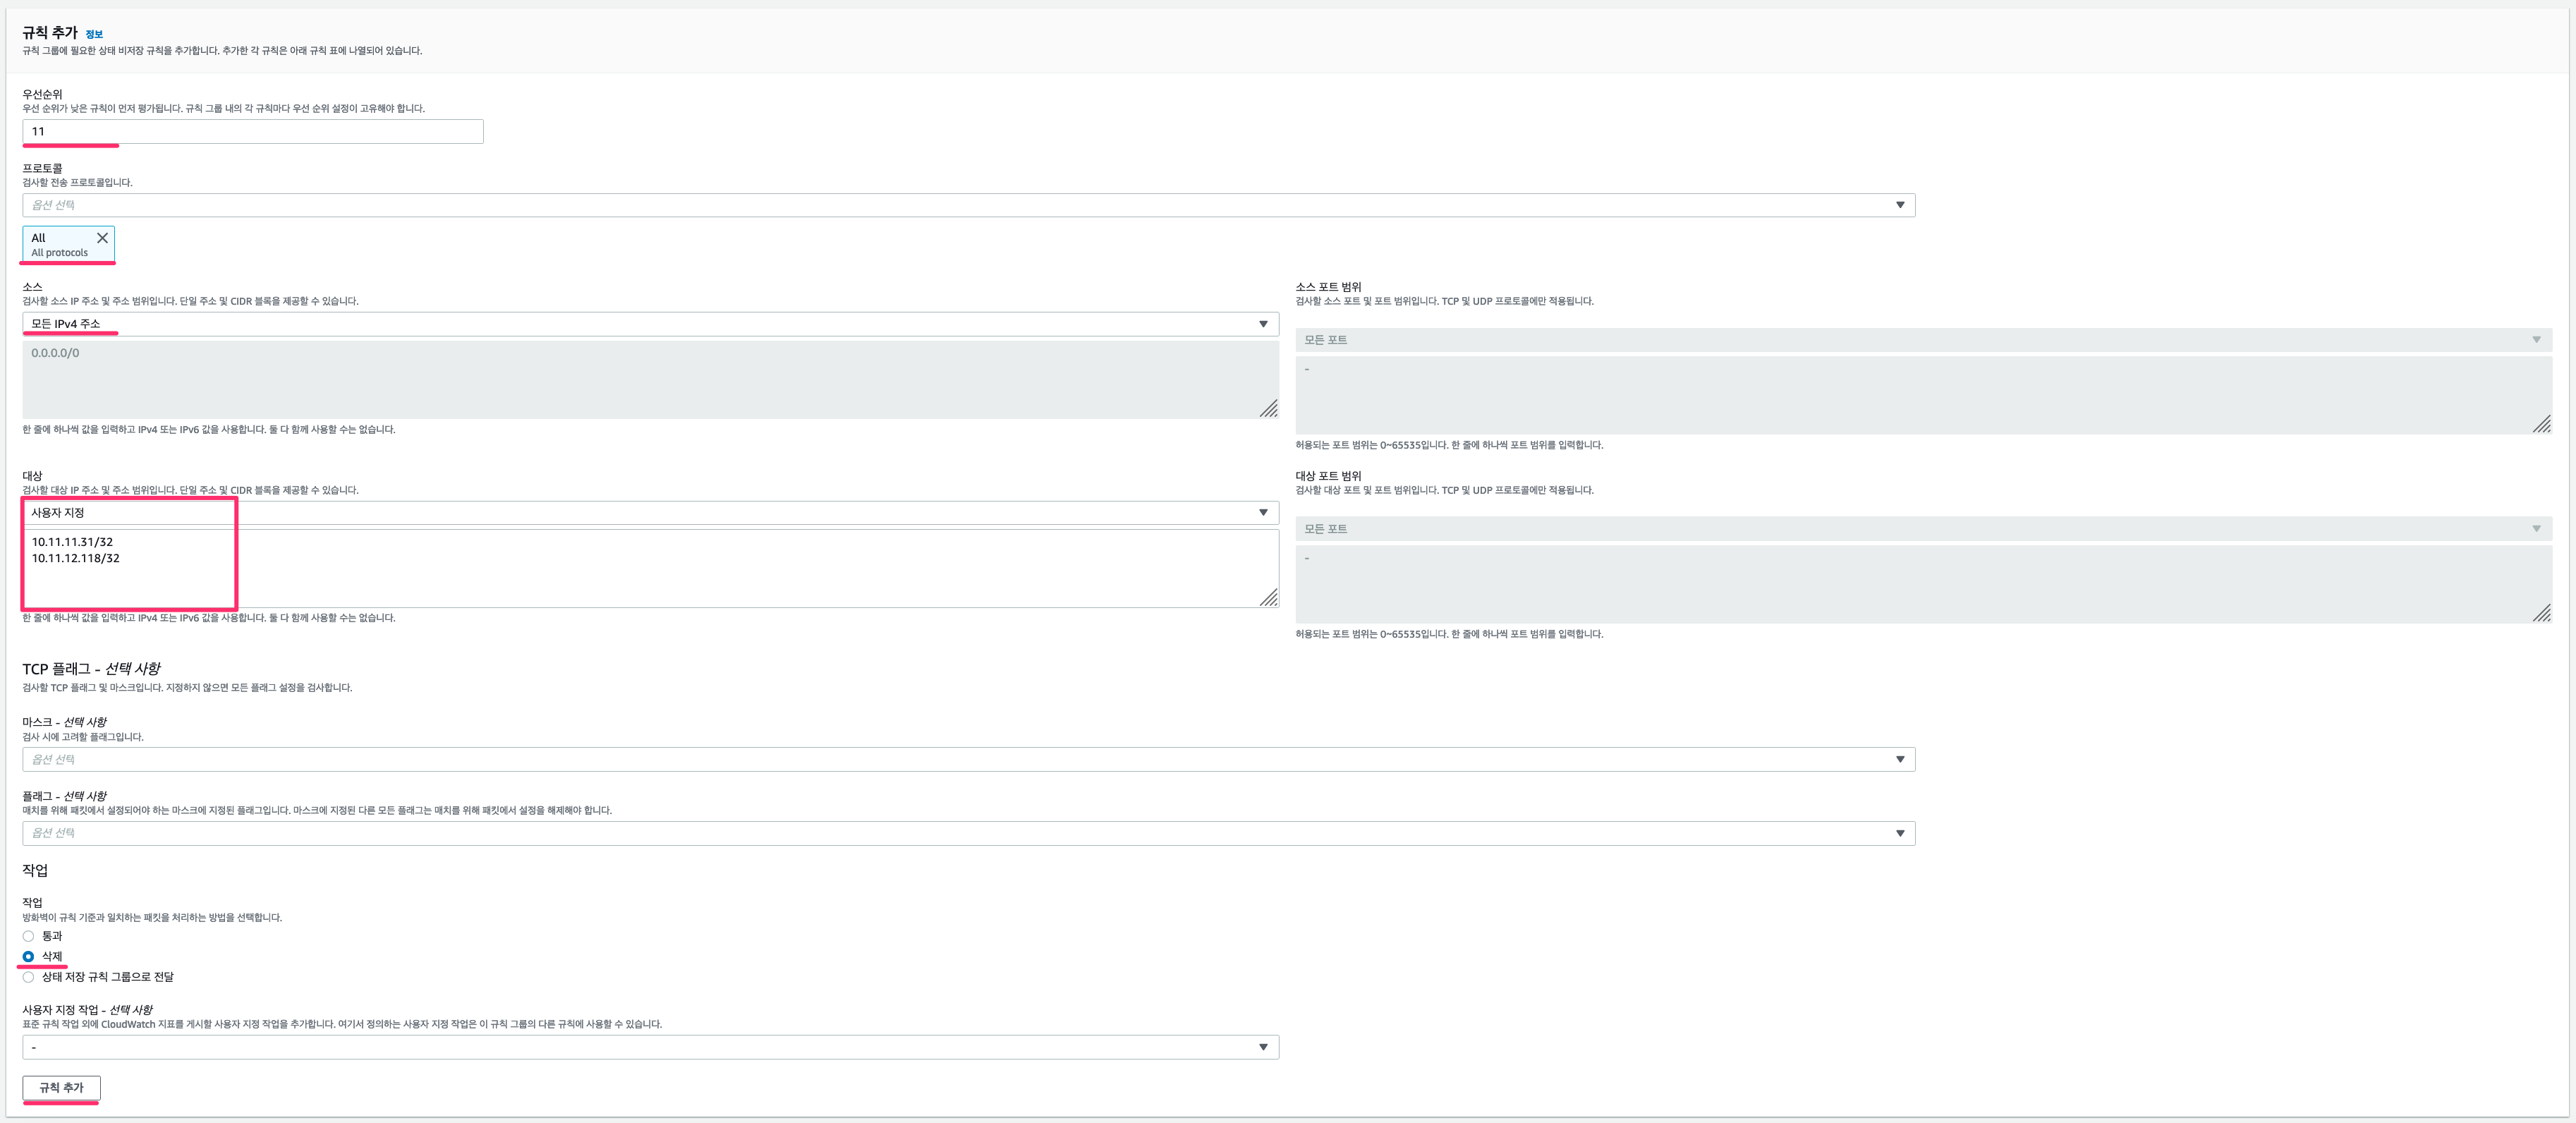 규칙 추가 정보
규칙 그룹에 필요한 상태 비저장 규칙을 추가합니다. 추가한 각 규칙은 아래 규칙 표에 나열되어 있습니다.
우선순위
우선 순위가 낮은 규칙이 먼저 평가됩니다. 규칙 그룹 내의 각 규칙마다 우선 순위 설정이 고유해야 합니다.
11
프로토콜
검사할 전송 프로토콜입니다.
옵션 선택
All
All protocols
소스
검사할 소스 IP 주소 및 주소 범위입니다. 단일 주소 및 CIDR 블록을 제공할 수 있습니다.
모든 IPv4 주소
0.0.0.0/0
한 줄에 하나씩 값을 입력하고 IPv4 또는 IPv6 값을 사용합니다. 둘 다 함께 사용할 수는 없습니다.
소스 포트 범위
검사할 소스 포트 및 포트 범위입니다. TCP 및 UDP 프로토콜에만 적용됩니다.
모든 포트
-
허용되는 포트 범위는 0~65535입니다. 한 줄에 하나씩 포트 범위를 입력합니다.
대상
검사할 대상 IP 주소 및 주소 범위입니다. 단일 주소 및 CIDR 블록을 제공할 수 있습니다.
사용자 지정
10.11.11.31/32
10.11.12.118/32
한 줄에 하나씩 값을 입력하고 IPv4 또는 IPv6 값을 사용합니다. 둘 다 함께 사용할 수는 없습니다.
대상 포트 범위
검사할 대상 포트 및 포트 범위입니다. TCP 및 UDP 프로토콜에만 적용됩니다.
모든 포트
-
허용되는 포트 범위는 0~65535입니다. 한 줄에 하나씩 포트 범위를 입력합니다.
TCP 플래그 - 선택 사항
검사할 TCP 플래그 및 마스크입니다. 지정하지 않으면 모든 플래그 설정을 검사합니다.
마스크 - 선택 사항
검사 시에 고려할 플래그입니다.
옵션 선택
플래그 - 선택 사항
매치를 위해 패킷에서 설정되어야 하는 마스크에 지정된 플래그입니다. 마스크에 지정된 다른 모든 플래그는 매치를 위해 패킷에서 설정을 해제해야 합니다.
옵션 선택
작업
작업
방화벽이 규칙 기준과 일치하는 패킷을 처리하는 방법을 선택합니다.
통과
삭제
상태 저장 규칙 그룹으로 전달
사용자 지정 작업 - 선택 사항
표준 규칙 작업 외에 CloudWatch 지표를 게시할 사용자 지정 작업을 추가합니다. 여기서 정의하는 사용자 지정 작업은 이 규칙 그룹의 다른 규칙에 사용할 수 있습니다.
-
규칙 추가